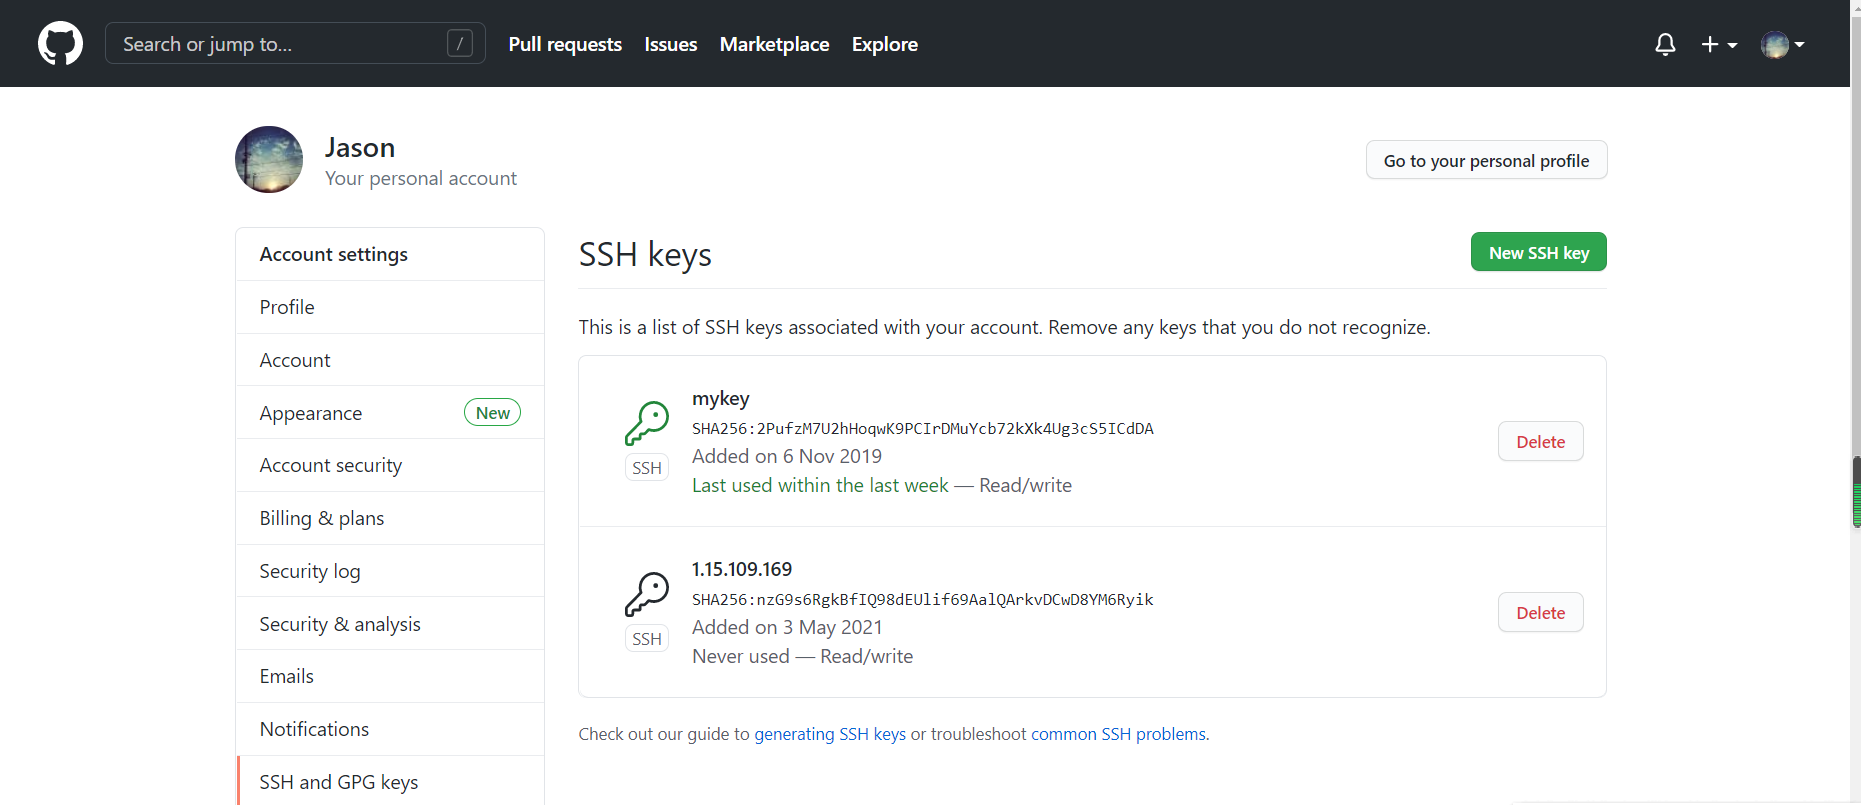 Search or jump to... /
Pull requests Issues Marketplace Explore
Jason
Your personal account
Go to your personal profile
Account settings
Profile
Account
Appearance New
Account security
Billing & plans
Security log
Security & analysis
Emails
Notifications
SSH and GPG keys
SSH keys
New SSH key
This is a list of SSH keys associated with your account. Remove any keys that you do not recognize.
mykey
SHA256:2PufzM7U2hHoqwK9PCIrDMuYcb72kXk4Ug3cS5ICdDA
Added on 6 Nov 2019
Last used within the last week — Read/write
SSH
Delete
1.15.109.169
SHA256:nzG9s6RgkBfIQ98dEUlif69AalQArkvDCwD8YM6Ryik
Added on 3 May 2021
Never used — Read/write
SSH
Delete
Check out our guide to generating SSH keys or troubleshoot common SSH problems.